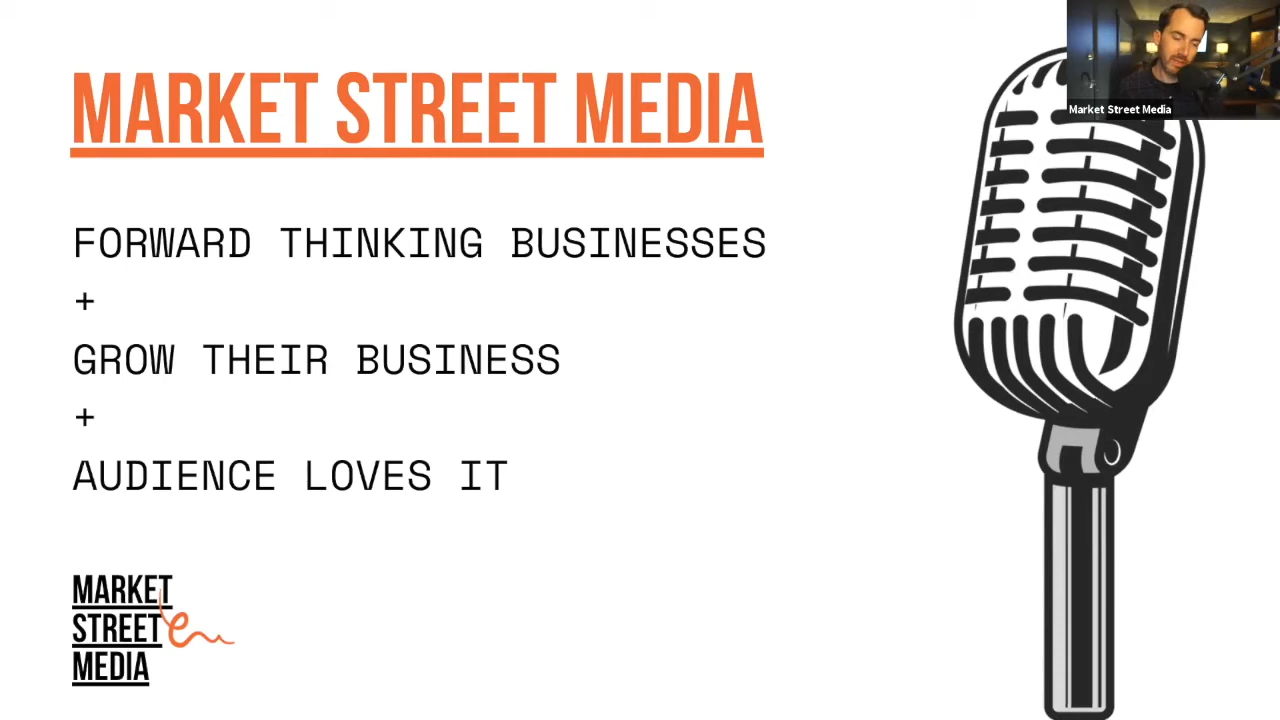 MARKET STREET MEDIA
Market Street Media
FORWARD THINKING BUSINESSES
+
GROW THEIR BUSINESS
+
AUDIENCE LOVES IT
MARKET
STREET
MEDIA